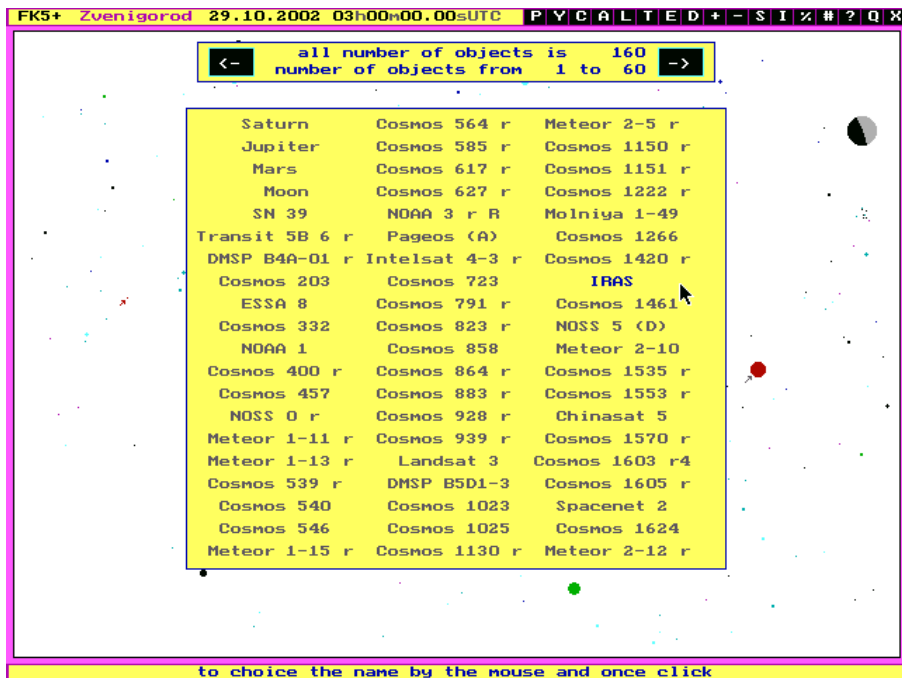 FK5+ Zvenigorod 29.10.2002 03h00m00.00sUTC P Y C A L T E D + - S I % # ? Q X
<- all number of objects is 160 ->
number of objects from 1 to 60
Saturn Cosmos 564 r Meteor 2-5 r
Jupiter Cosmos 585 r Cosmos 1150 r
Mars Cosmos 617 r Cosmos 1151 r
Moon Cosmos 627 r Cosmos 1222 r
SN 39 NOAA 3 r R Molniya 1-49
Transit 5B 6 r Pageos (A) Cosmos 1266
DMSP B4A-01 r Intelsat 4-3 r Cosmos 1420 r
Cosmos 203 Cosmos 723 IRAS
ESSA 8 Cosmos 791 r Cosmos 1461
Cosmos 332 Cosmos 823 r NOSS 5 (D)
NOAA 1 Cosmos 858 Meteor 2-10
Cosmos 400 r Cosmos 864 r Cosmos 1535 r
Cosmos 457 Cosmos 883 r Cosmos 1553 r
NOSS 0 r Cosmos 928 r Chinasat 5
Meteor 1-11 r Cosmos 939 r Cosmos 1570 r
Meteor 1-13 r Landsat 3 Cosmos 1603 r4
Cosmos 539 r DMSP B5D1-3 Cosmos 1605 r
Cosmos 540 Cosmos 1023 Spacenet 2
Cosmos 546 Cosmos 1025 Cosmos 1624
Meteor 1-15 r Cosmos 1130 r Meteor 2-12 r
to choice the name by the mouse and once click